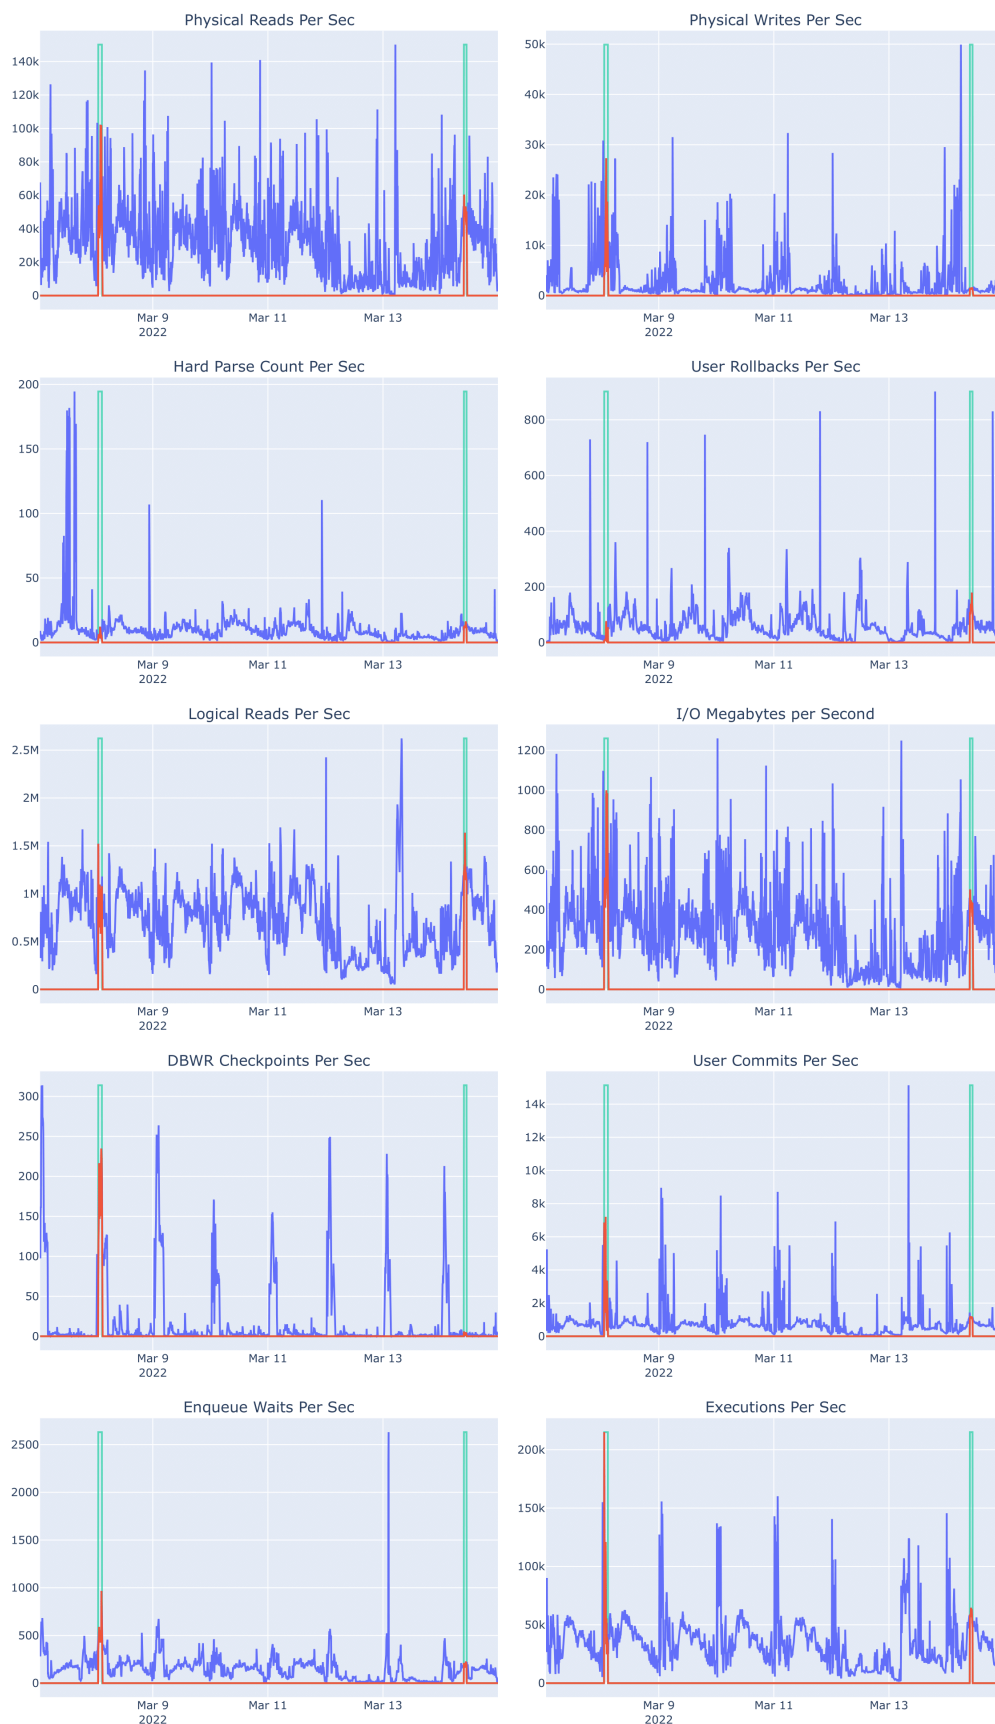 Physical Reads Per Sec
Physical Writes Per Sec
140k
120k
100k
80k
60k
40k
20k
0
Mar 9
2022
Mar 11
Mar 13
50k
40k
30k
20k
10k
0
Mar 9
2022
Mar 11
Mar 13
Hard Parse Count Per Sec
User Rollbacks Per Sec
200
150
100
50
0
Mar 9
2022
Mar 11
Mar 13
800
600
400
200
0
Mar 9
2022
Mar 11
Mar 13
Logical Reads Per Sec
I/O Megabytes per Second
2.5M
2M
1.5M
1M
0.5M
0
Mar 9
2022
Mar 11
Mar 13
1200
1000
800
600
400
200
0
Mar 9
2022
Mar 11
Mar 13
DBWR Checkpoints Per Sec
User Commits Per Sec
300
250
200
150
100
50
0
Mar 9
2022
Mar 11
Mar 13
14k
12k
10k
8k
6k
4k
2k
0
Mar 9
2022
Mar 11
Mar 13
Enqueue Waits Per Sec
Executions Per Sec
2500
2000
1500
1000
500
0
Mar 9
2022
Mar 11
Mar 13
200k
150k
100k
50k
0
Mar 9
2022
Mar 11
Mar 13